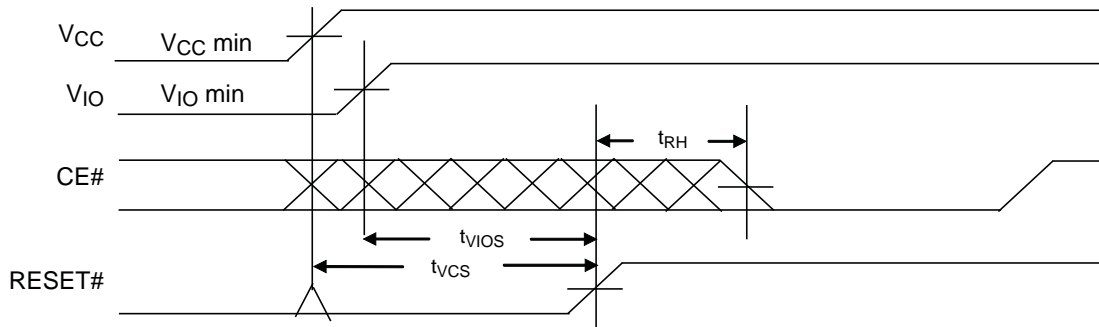 VCC
VCC min
VIO
VIO min
tRH
CE#
tVIOS
tVCS
RESET#